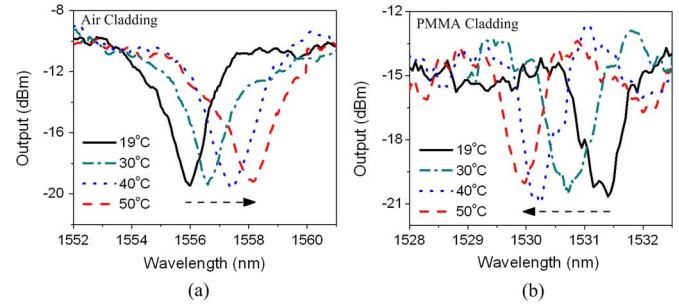 Air Cladding
-8
-12
-16
-20
Output (dBm)
19°C
30°C
40°C
50°C
1552 1554 1556 1558 1560
Wavelength (nm)
(a)
PMMA Cladding
-12
-15
-18
-21
Output (dBm)
19°C
30°C
40°C
50°C
1528 1529 1530 1531 1532
Wavelength (nm)
(b)